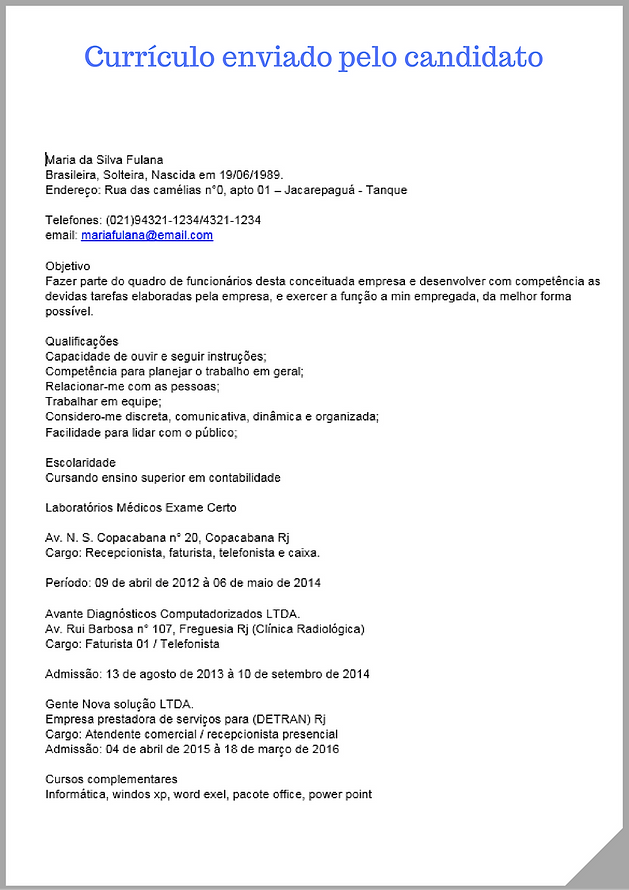 Currículo enviado pelo candidato
Maria da Silva Fulana
Brasileira, Solteira, Nascida em 19/06/1989.
Endereço: Rua das camélias n°0, apto 01 – Jacarepaguá - Tanque
Telefones: (021)94321-1234/4321-1234
email: mariafulana@email.com
Objetivo
Fazer parte do quadro de funcionários desta conceituada empresa e desenvolver com competência as
devidas tarefas elaboradas pela empresa, e exercer a função a min empregada, da melhor forma
possível.
Qualificações
Capacidade de ouvir e seguir instruções;
Competência para planejar o trabalho em geral;
Relacionar-me com as pessoas;
Trabalhar em equipe;
Considero-me discreta, comunicativa, dinâmica e organizada;
Facilidade para lidar com o público;
Escolaridade
Cursando ensino superior em contabilidade
Laboratórios Médicos Exame Certo
Av. N. S. Copacabana n° 20, Copacabana Rj
Cargo: Recepcionista, faturista, telefonista e caixa.
Período: 09 de abril de 2012 à 06 de maio de 2014
Avante Diagnósticos Computadorizados LTDA.
Av. Rui Barbosa n° 107, Freguesia Rj (Clínica Radiológica)
Cargo: Faturista 01 / Telefonista
Admissão: 13 de agosto de 2013 à 10 de setembro de 2014
Gente Nova solução LTDA.
Empresa prestadora de serviços para (DETRAN) Rj
Cargo: Atendente comercial / recepcionista presencial
Admissão: 04 de abril de 2015 à 18 de março de 2016
Cursos complementares
Informática, windos xp, word exel, pacote office, power point